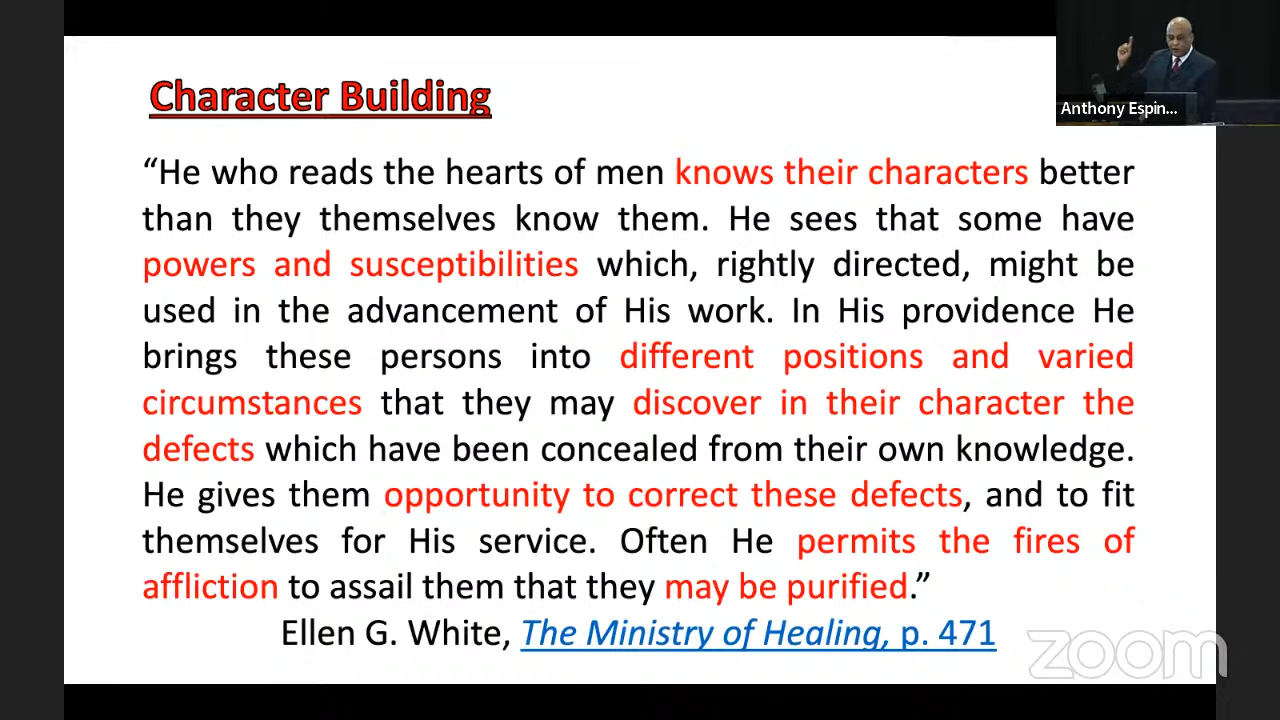 Character Building
Anthony Espin...
“He who reads the hearts of men knows their characters better
than they themselves know them. He sees that some have
powers and susceptibilities which, rightly directed, might be
used in the advancement of His work. In His providence He
brings these persons into different positions and varied
circumstances that they may discover in their character the
defects which have been concealed from their own knowledge.
He gives them opportunity to correct these defects, and to fit
themselves for His service. Often He permits the fires of
affliction to assail them that they may be purified.”
Ellen G. White, The Ministry of Healing, p. 471
zoom